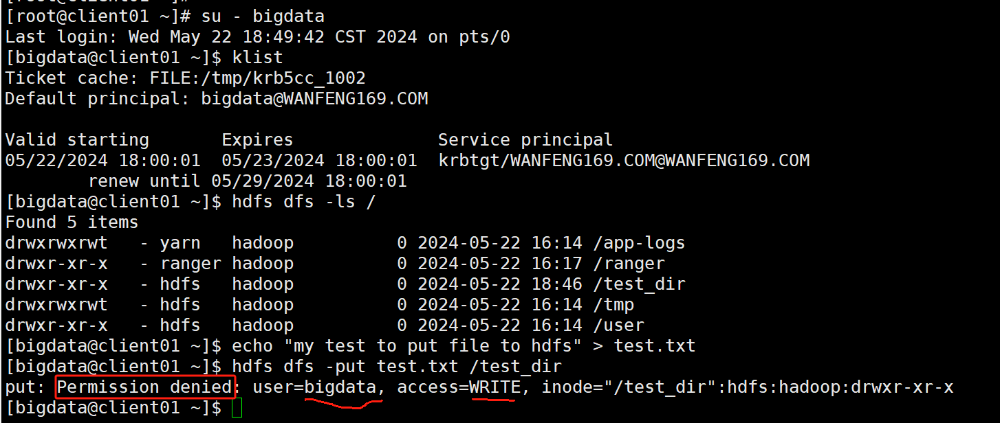 [root@client01 ~]#
[root@client01 ~]# su - bigdata
Last login: Wed May 22 18:49:42 CST 2024 on pts/0
[bigdata@client01 ~]$ klist
Ticket cache: FILE:/tmp/krb5cc_1002
Default principal: bigdata@WANFENG169.COM
Valid starting       Expires              Service principal
05/22/2024 18:00:01  05/23/2024 18:00:01  krbtgt/WANFENG169.COM@WANFENG169.COM
        renew until 05/29/2024 18:00:01
[bigdata@client01 ~]$ hdfs dfs -ls /
Found 5 items
drwxrwxrwt   - yarn   hadoop          0 2024-05-22 16:14 /app-logs
drwxr-xr-x   - ranger hadoop          0 2024-05-22 16:17 /ranger
drwxr-xr-x   - hdfs   hadoop          0 2024-05-22 18:46 /test_dir
drwxrwxrwt   - hdfs   hadoop          0 2024-05-22 16:14 /tmp
drwxr-xr-x   - hdfs   hadoop          0 2024-05-22 16:14 /user
[bigdata@client01 ~]$ echo "my test to put file to hdfs" > test.txt
[bigdata@client01 ~]$ hdfs dfs -put test.txt /test_dir
put: Permission denied: user=bigdata, access=WRITE, inode="/test_dir":hdfs:hadoop:drwxr-xr-x
[bigdata@client01 ~]$